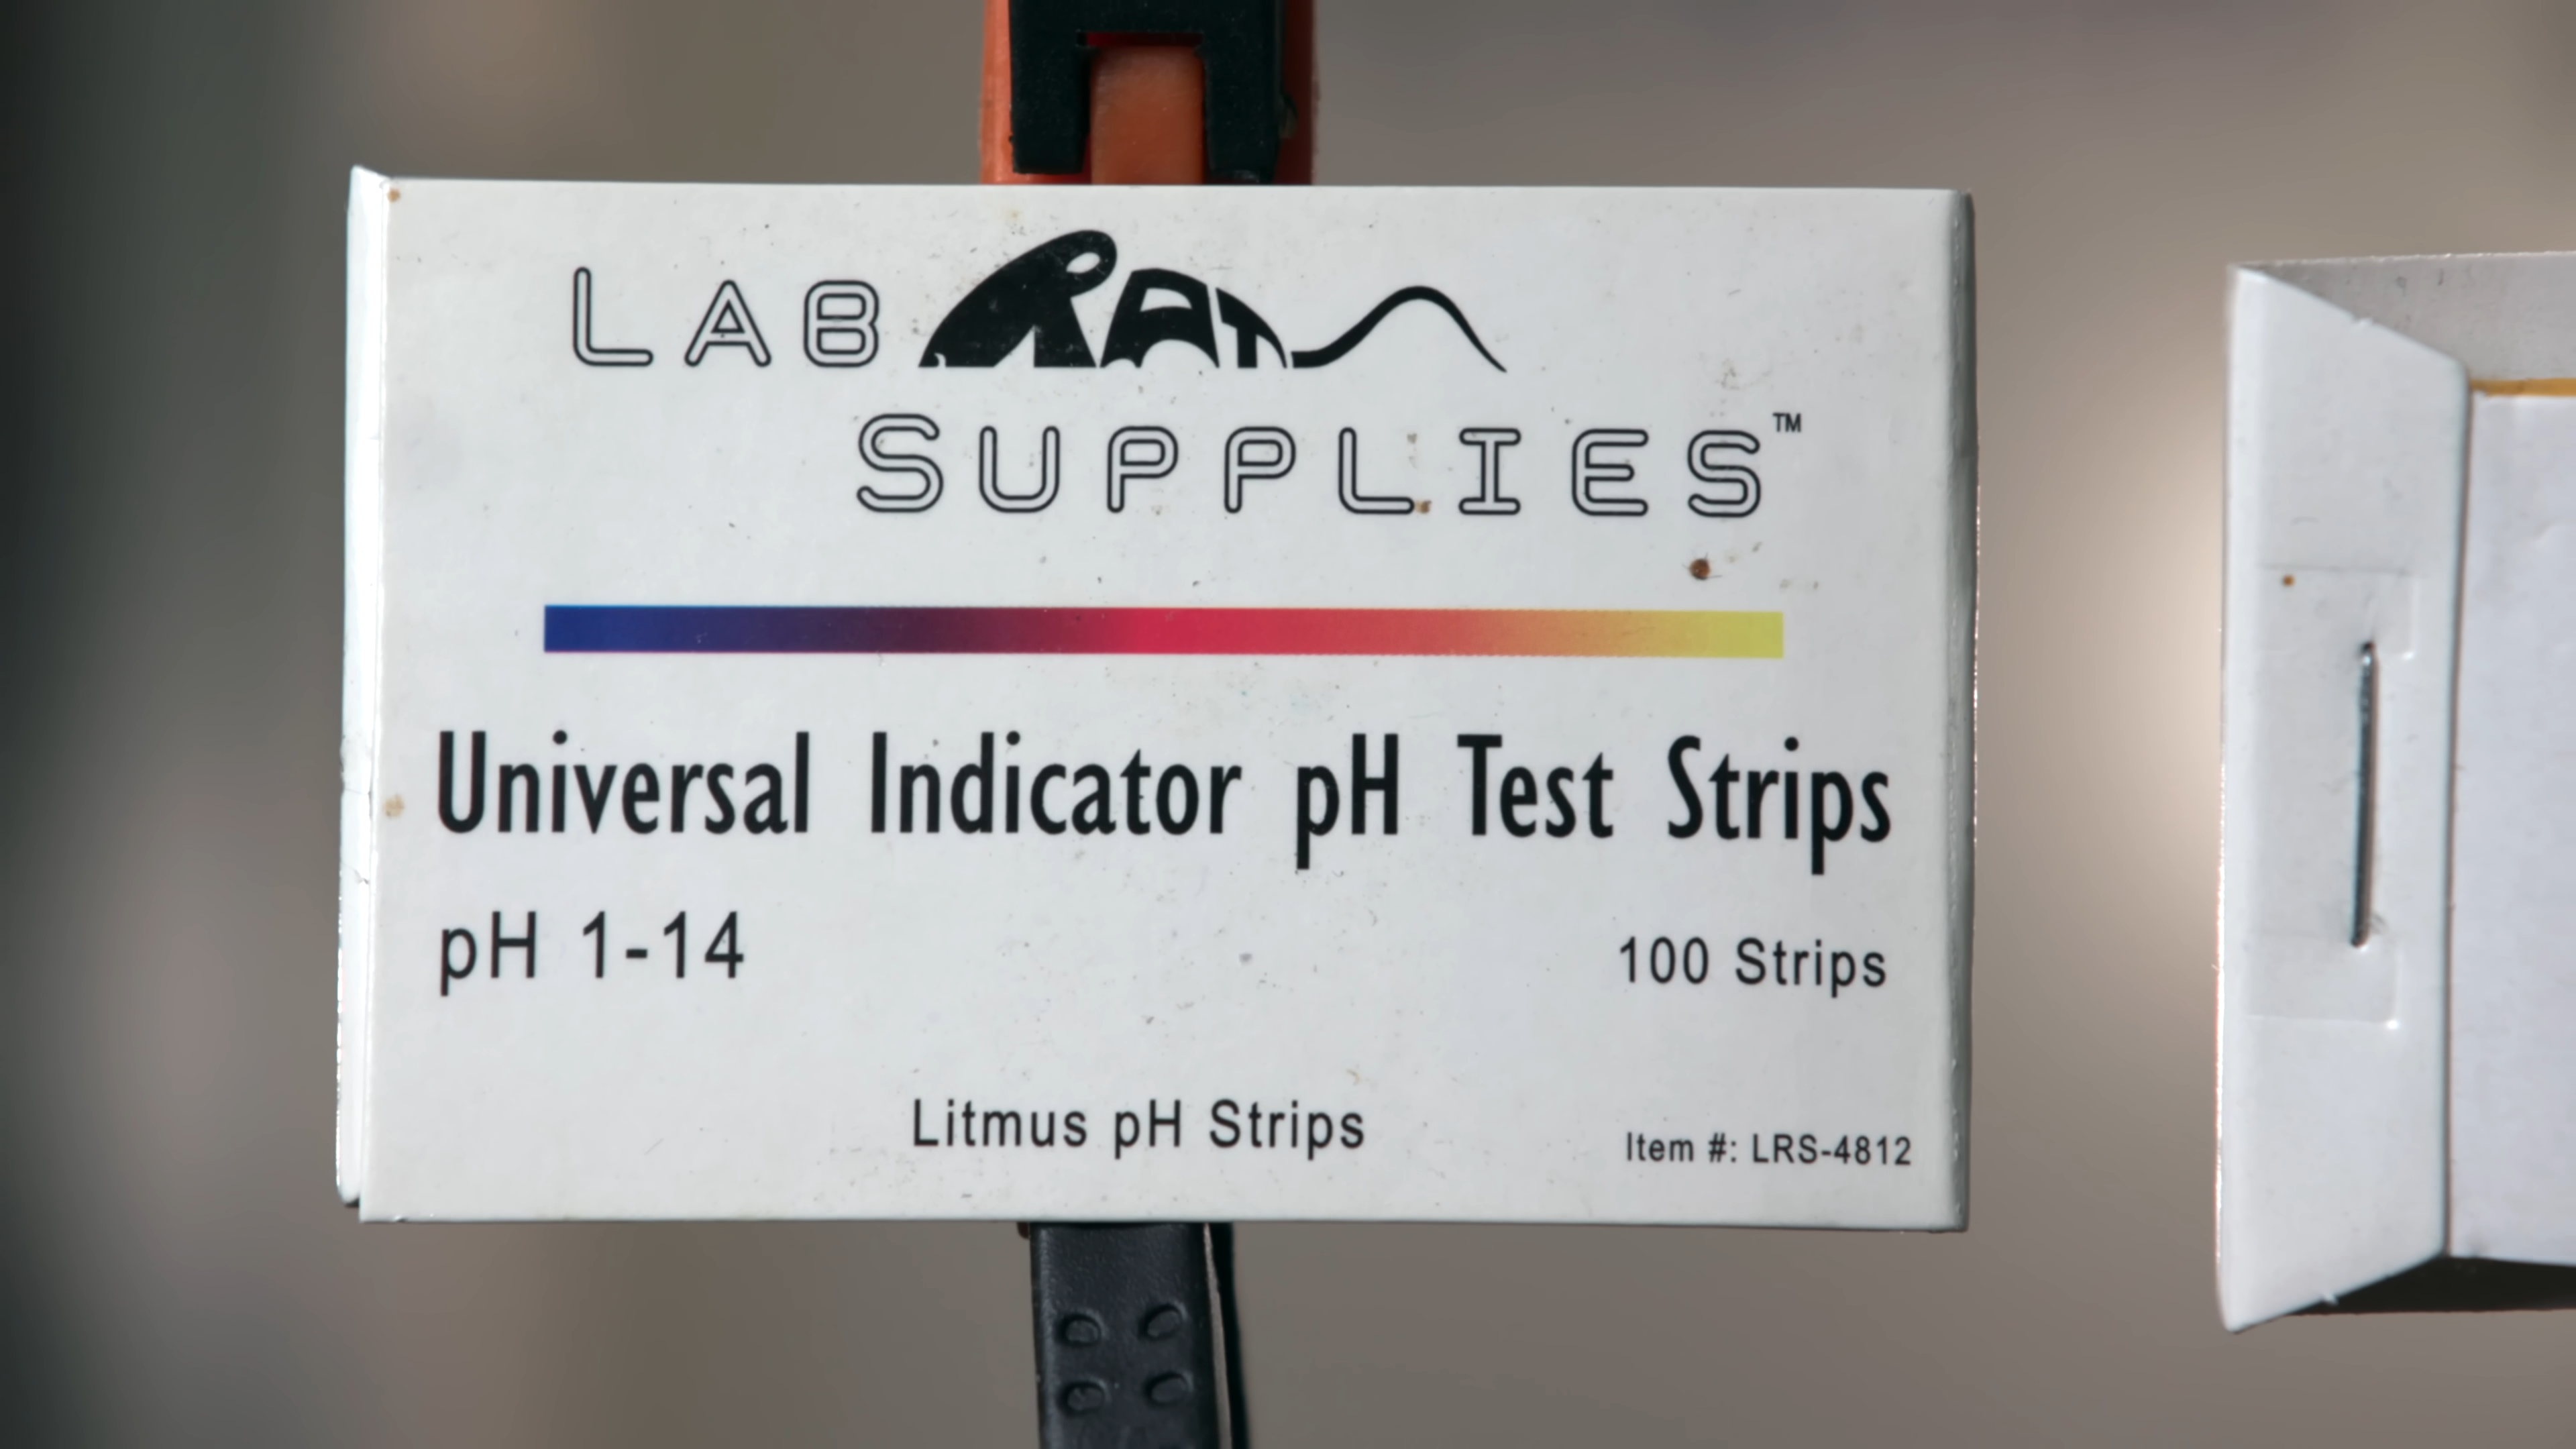 LAB RAT
SUPPLIES™
Universal Indicator pH Test Strips
pH 1-14
100 Strips
Litmus pH Strips
Item #: LRS-4812